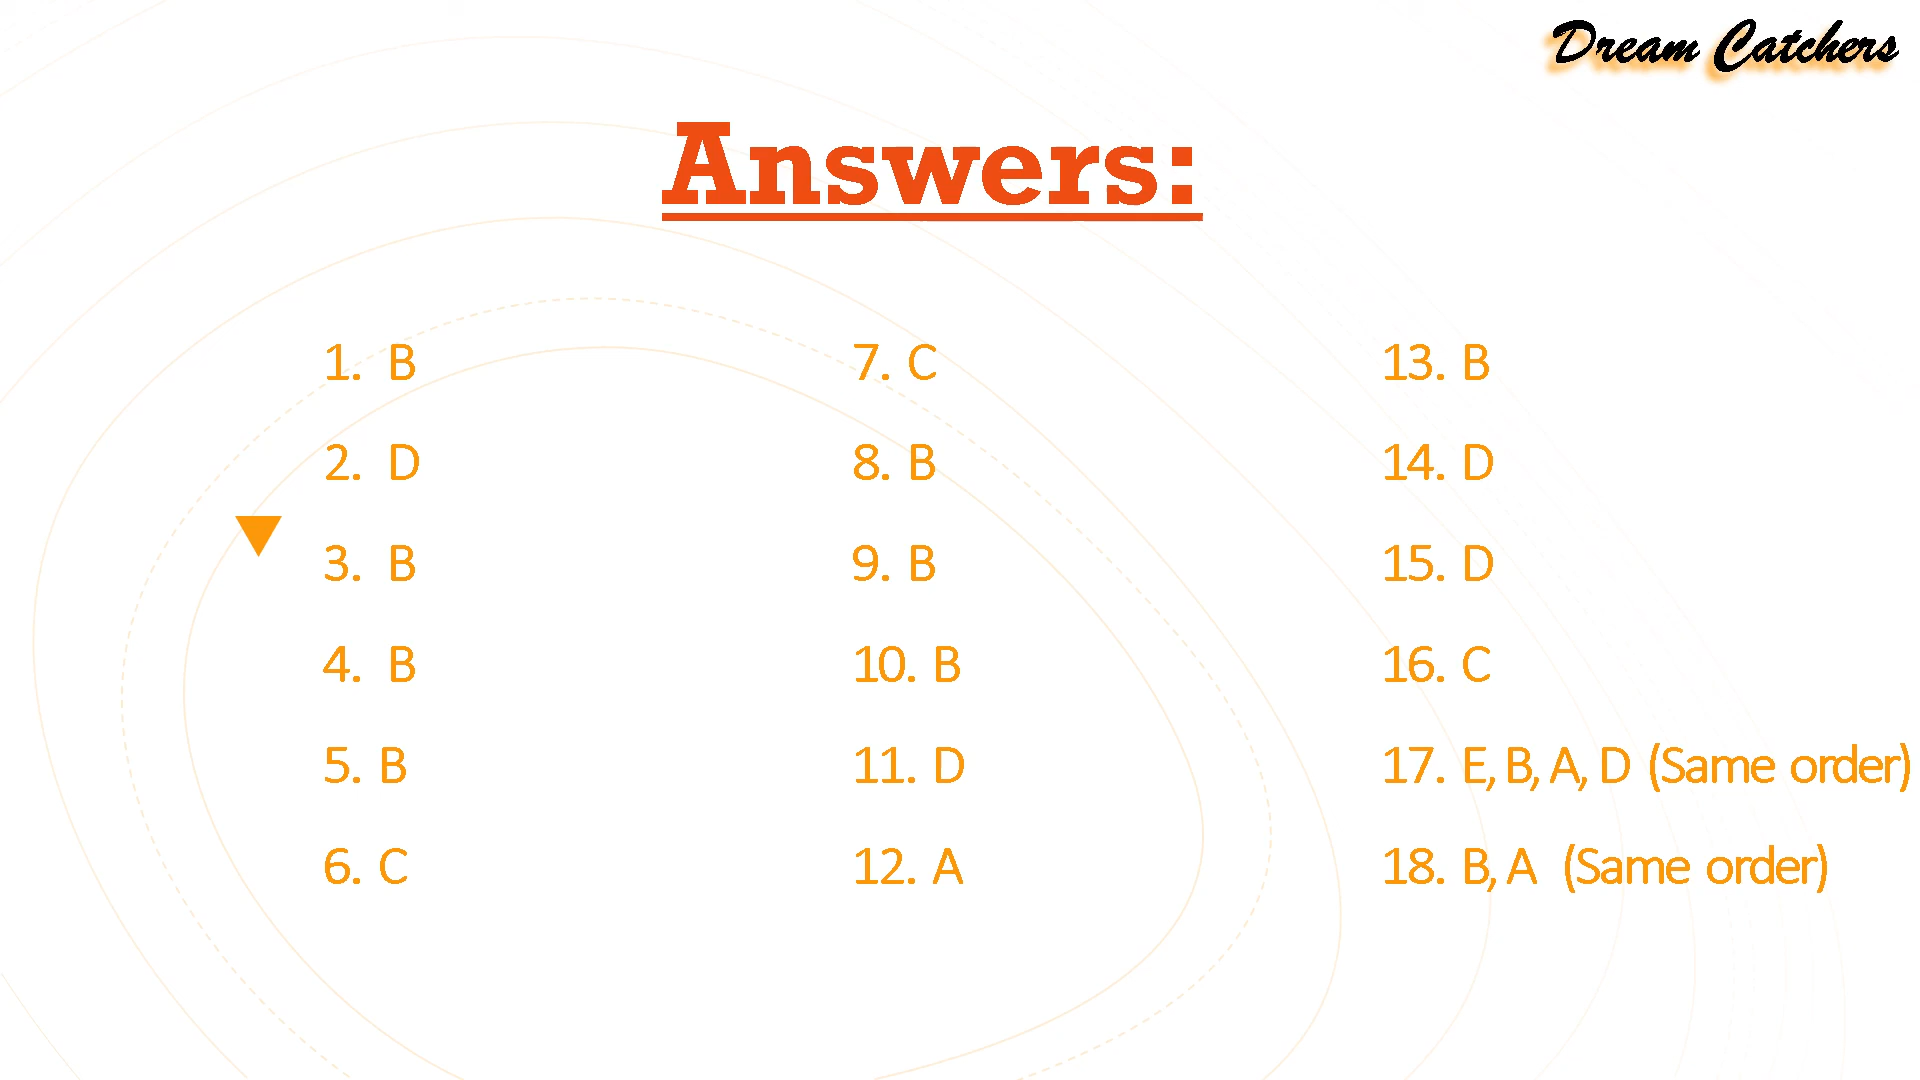 Dream Catchers
Answers:
1. B
2. D
3. B
4. B
5. B
6. C
7. C
8. B
9. B
10. B
11. D
12. A
13. B
14. D
15. D
16. C
17. E, B, A, D (Same order)
18. B, A (Same order)